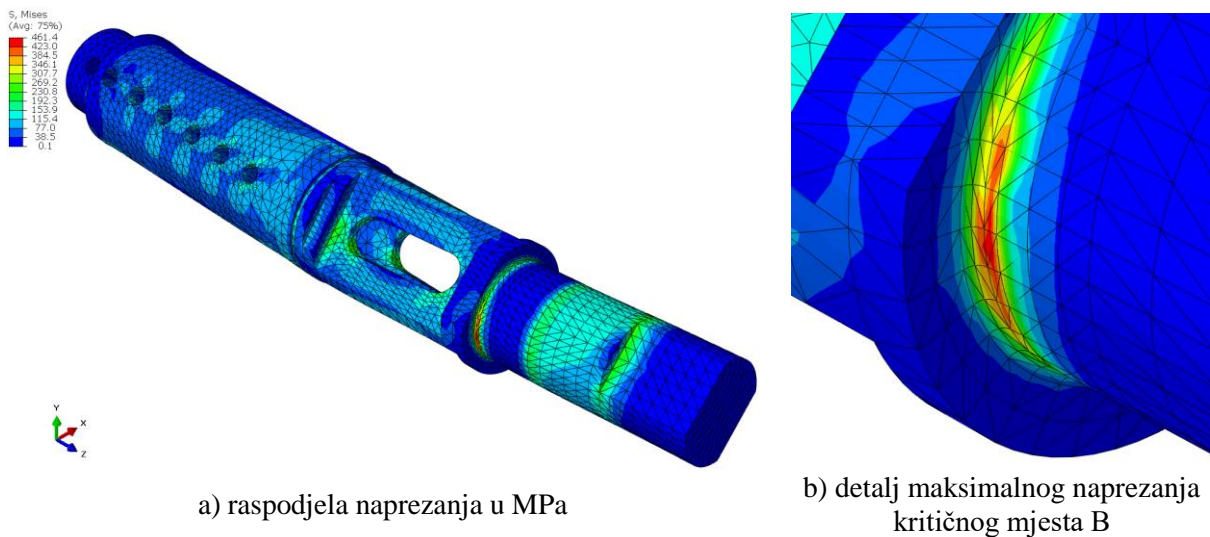 S, Mises
(Avg: 75%)
461.4
423.0
384.5
346.1
307.7
269.2
230.8
192.3
153.9
115.4
77.0
38.5
0.1
Y
X
Z
a) raspodjela naprezanja u MPa
b) detalj maksimalnog naprezanja
kritičnog mjesta B